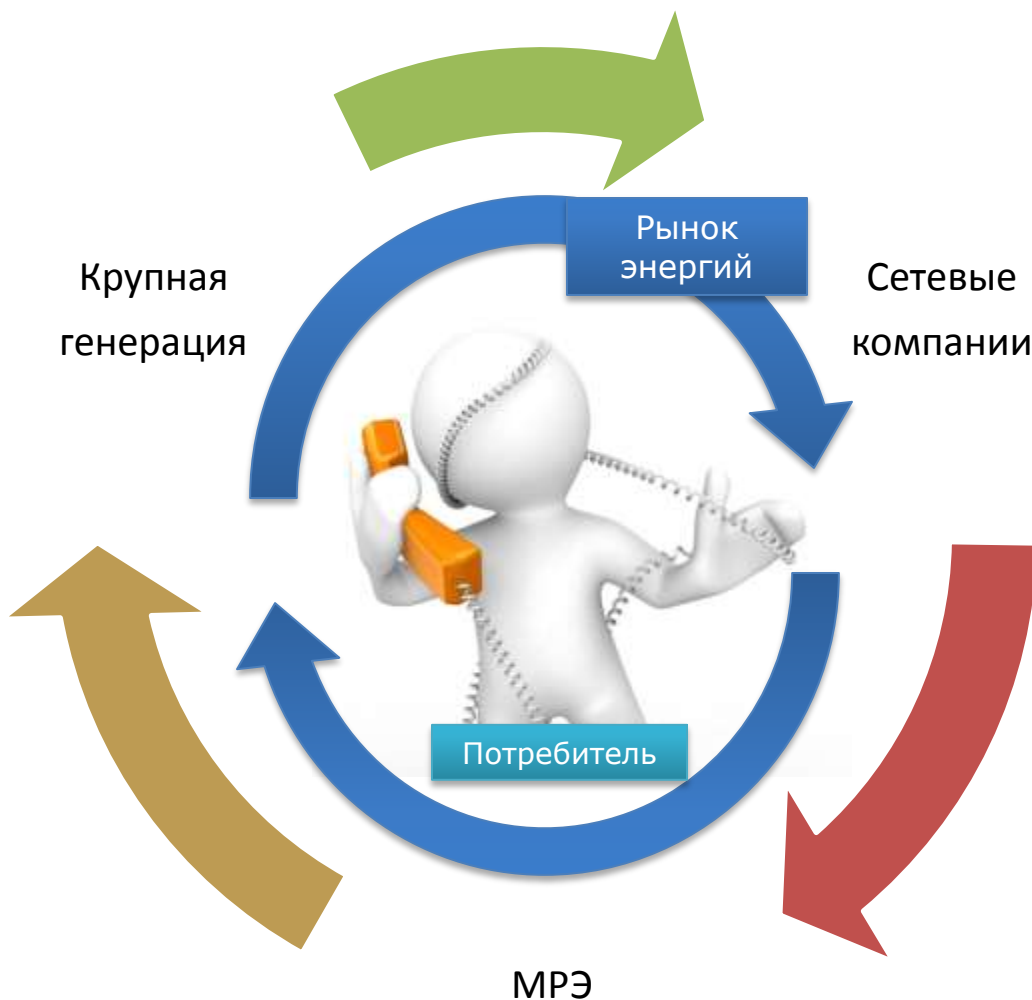 Рынок
энергий
Крупная
генерация
Сетевые
компании
Потребитель
МРЭ